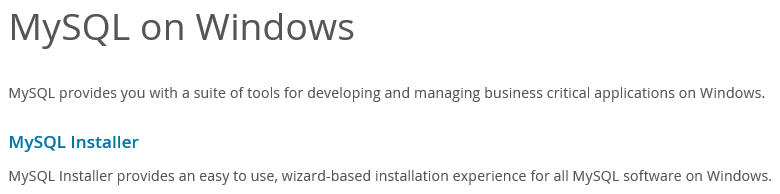 MySQL on Windows
MySQL provides you with a suite of tools for developing and managing business critical applications on Windows.
MySQL Installer
MySQL Installer provides an easy to use, wizard-based installation experience for all MySQL software on Windows.